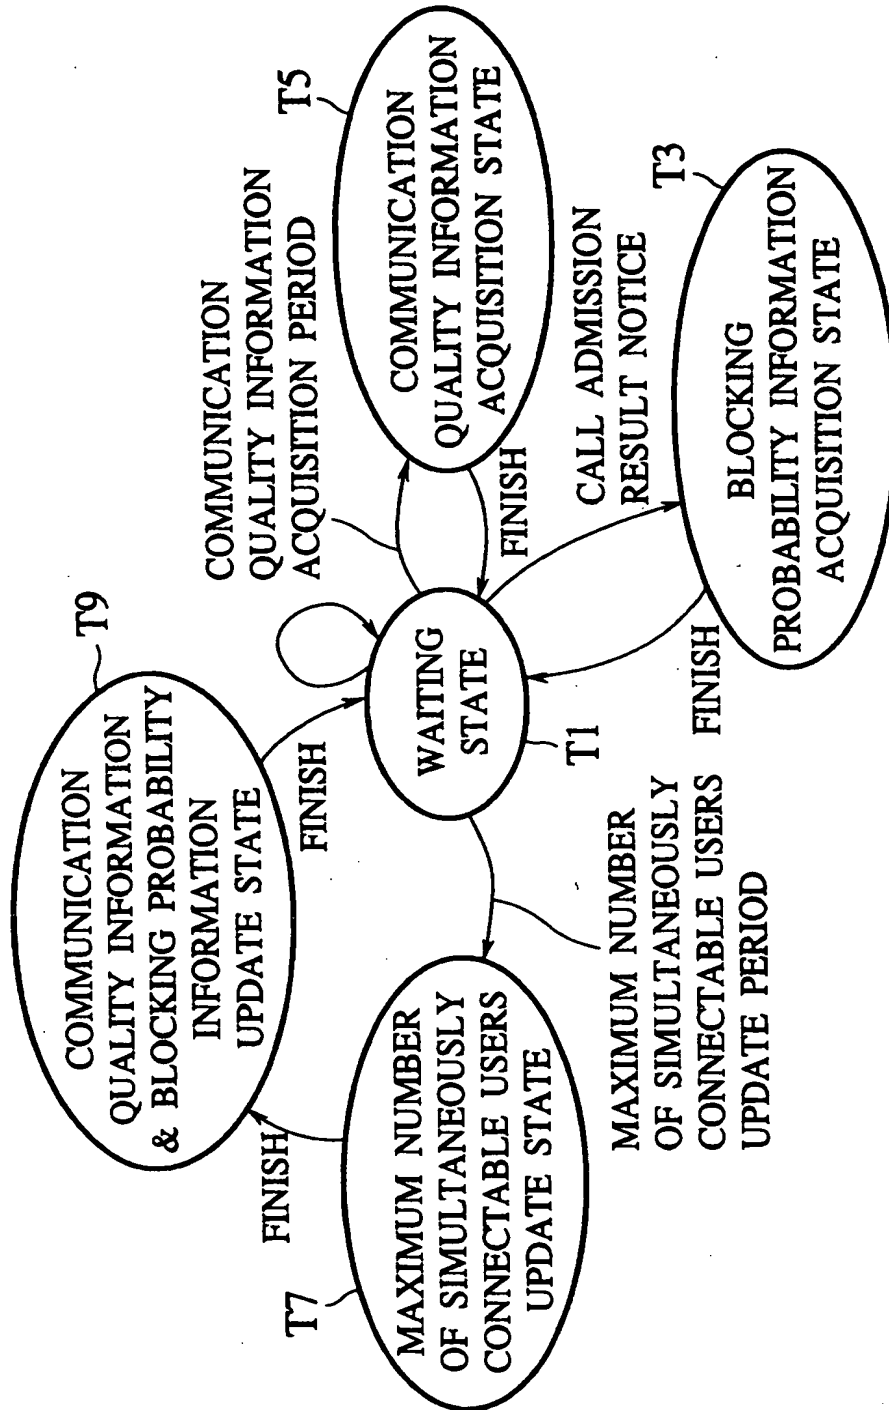 T9
COMMUNICATION
QUALITY INFORMATION
& BLOCKING PROBABILITY
INFORMATION
UPDATE STATE
COMMUNICATION
QUALITY INFORMATION
ACQUISITION PERIOD
T5
COMMUNICATION
QUALITY INFORMATION
ACQUISITION STATE
FINISH
FINISH
FINISH
WAITING
STATE
T1
CALL ADMISSION
RESULT NOTICE
T7
MAXIMUM NUMBER
OF SIMULTANEOUSLY
CONNECTABLE USERS
UPDATE STATE
MAXIMUM NUMBER
OF SIMULTANEOUSLY
CONNECTABLE USERS
UPDATE PERIOD
FINISH
T3
BLOCKING
PROBABILITY INFORMATION
ACQUISITION STATE